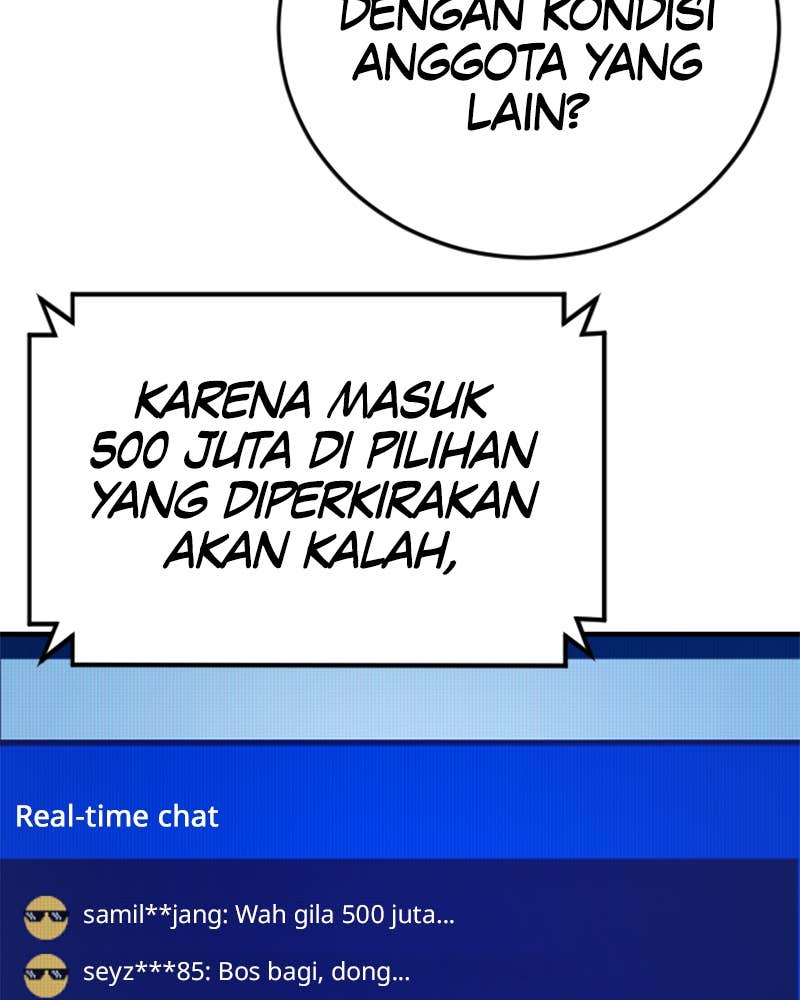 DENGAN KONDISI
ANGGOTA YANG
LAIN?
KARENA MASUK
500 JUTA DI PILIHAN
YANG DIPERKIRAKAN
AKAN KALAH,
Real-time chat
samil**jang: Wah gila 500 juta...
seyz***85: Bos bagi, dong...